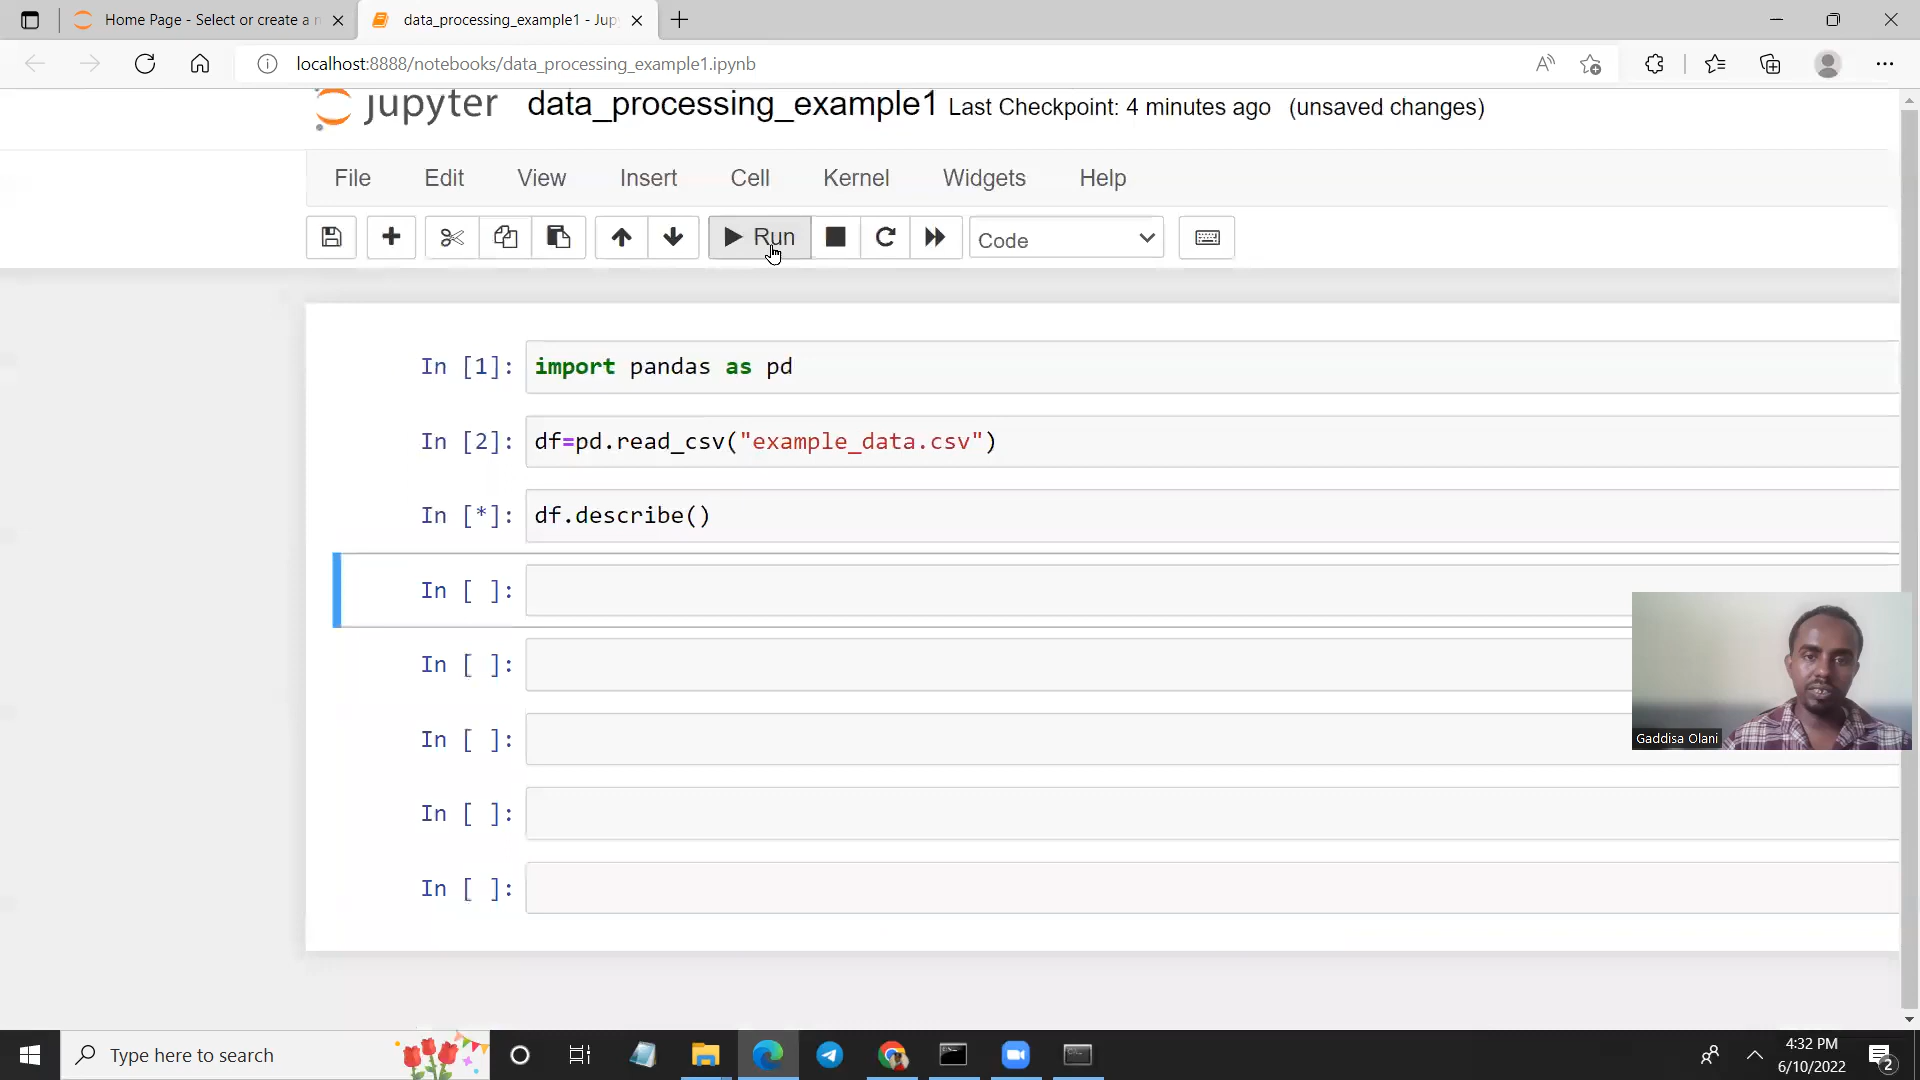 Home Page - Select or create a n
data_processing_example1 - Jup
localhost:8888/notebooks/data_processing_example1.ipynb
jupyter data_processing_example1 Last Checkpoint: 4 minutes ago (unsaved changes)
File Edit View Insert Cell Kernel Widgets Help
Run Code
In [1]: import pandas as pd
In [2]: df=pd.read_csv("example_data.csv")
In [*]: df.describe()
In [ ]:
In [ ]:
In [ ]:
In [ ]:
In [ ]:
Gaddisa Olani
Type here to search
4:32 PM
6/10/2022
2